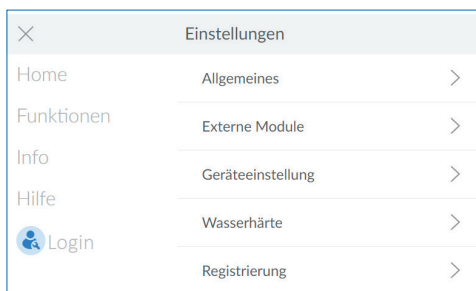 Einstellungen
Home
Funktionen
Info
Hilfe
Login
Allgemeines
Externe Module
Geräteeinstellung
Wasserhärte
Registrierung